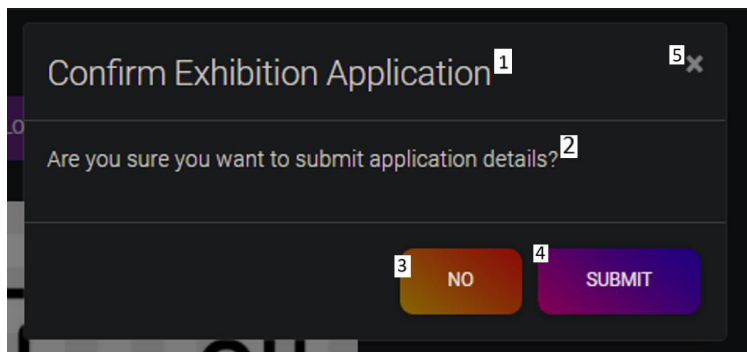 Confirm Exhibition Application 1
5 ×
LO
Are you sure you want to submit application details? 2
3 NO
4 SUBMIT